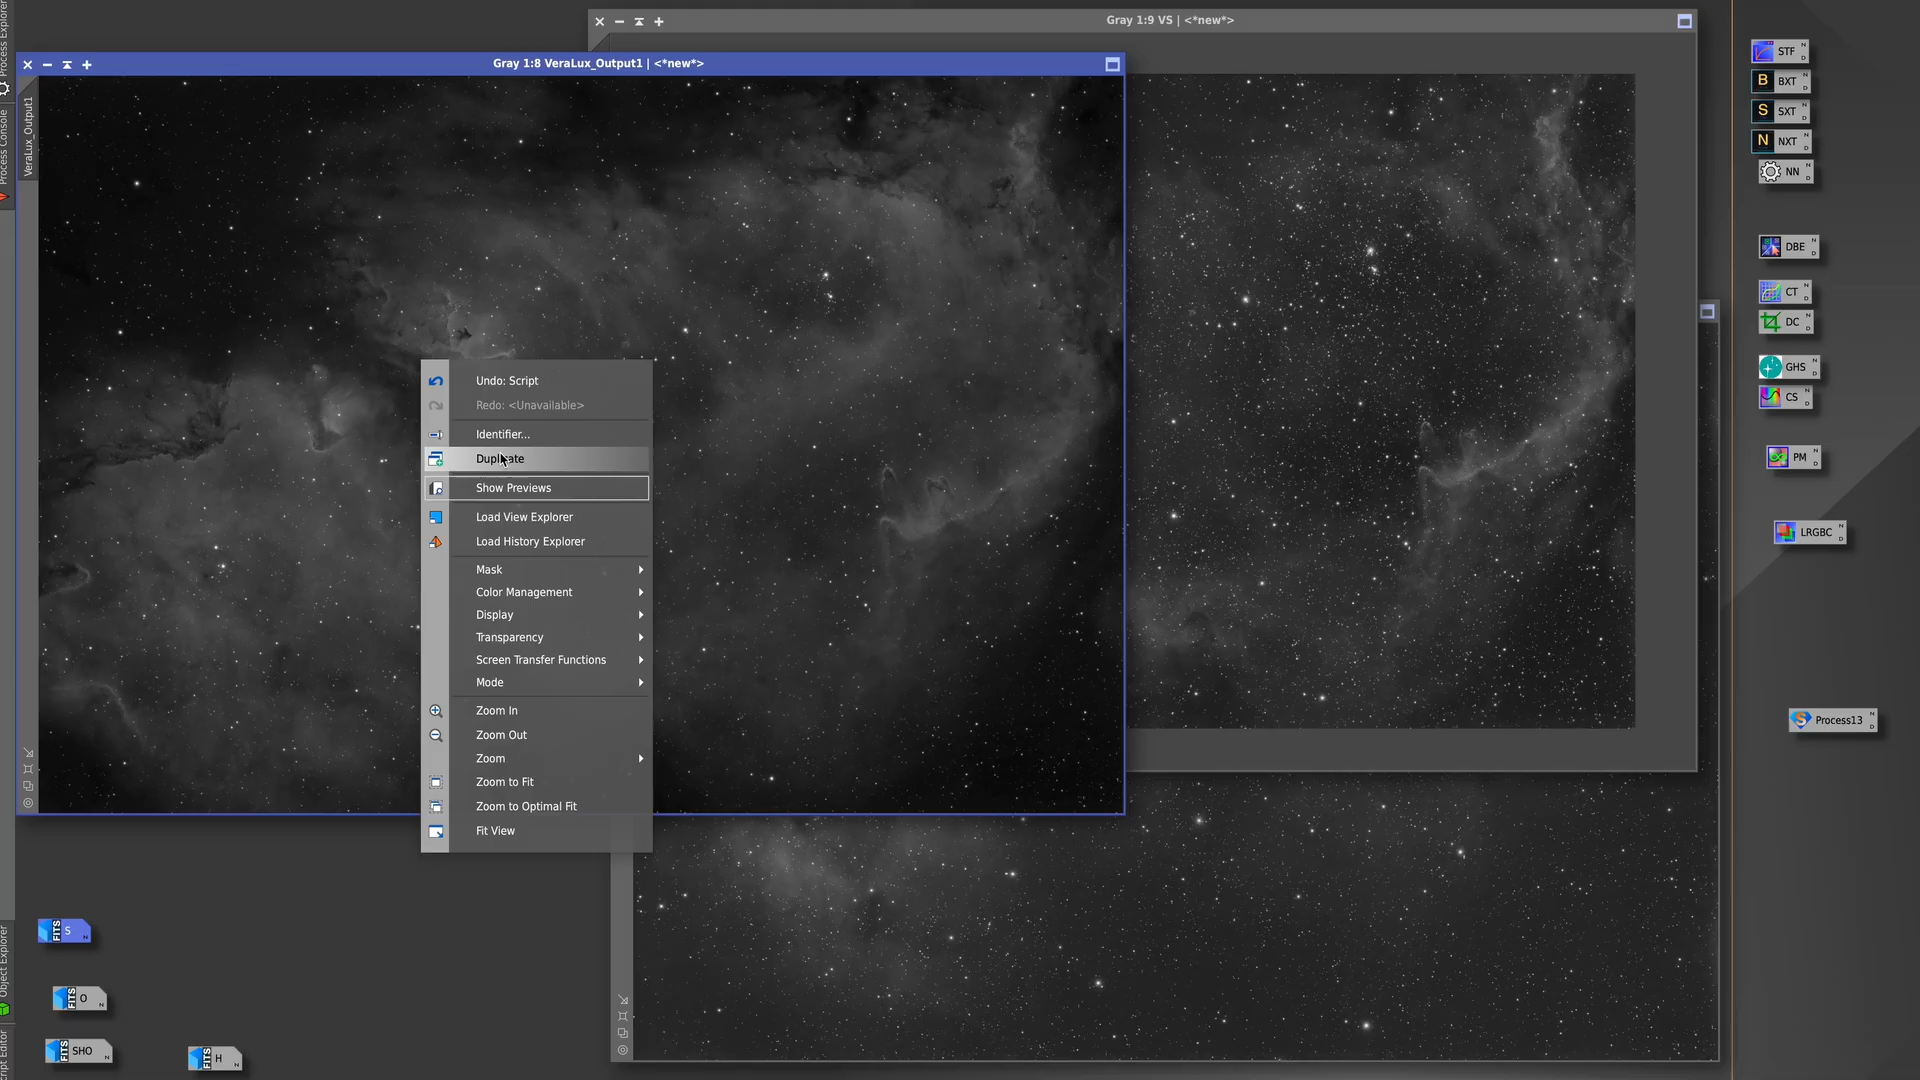 Gray 1:9 VS | <*new*>
Gray 1:8 VeraLux_Output1 | <*new*>
Process Explorer
Process Console
VeraLux_Output1
Undo: Script
Redo: <Unavailable>
Identifier...
Duplicate
Show Previews
Load View Explorer
Load History Explorer
Mask
Color Management
Display
Transparency
Screen Transfer Functions
Mode
Zoom In
Zoom Out
Zoom
Zoom to Fit
Zoom to Optimal Fit
Fit View
STF N D
B BXT N D
S SXT N D
N NXT N D
NN N D
DBE N D
CT N D
DC N D
GHS N D
CS N D
PM N D
LRGBC N D
Process13 N D
Object Explorer
FITS S N
FITS O N
FITS SHO N
FITS H N